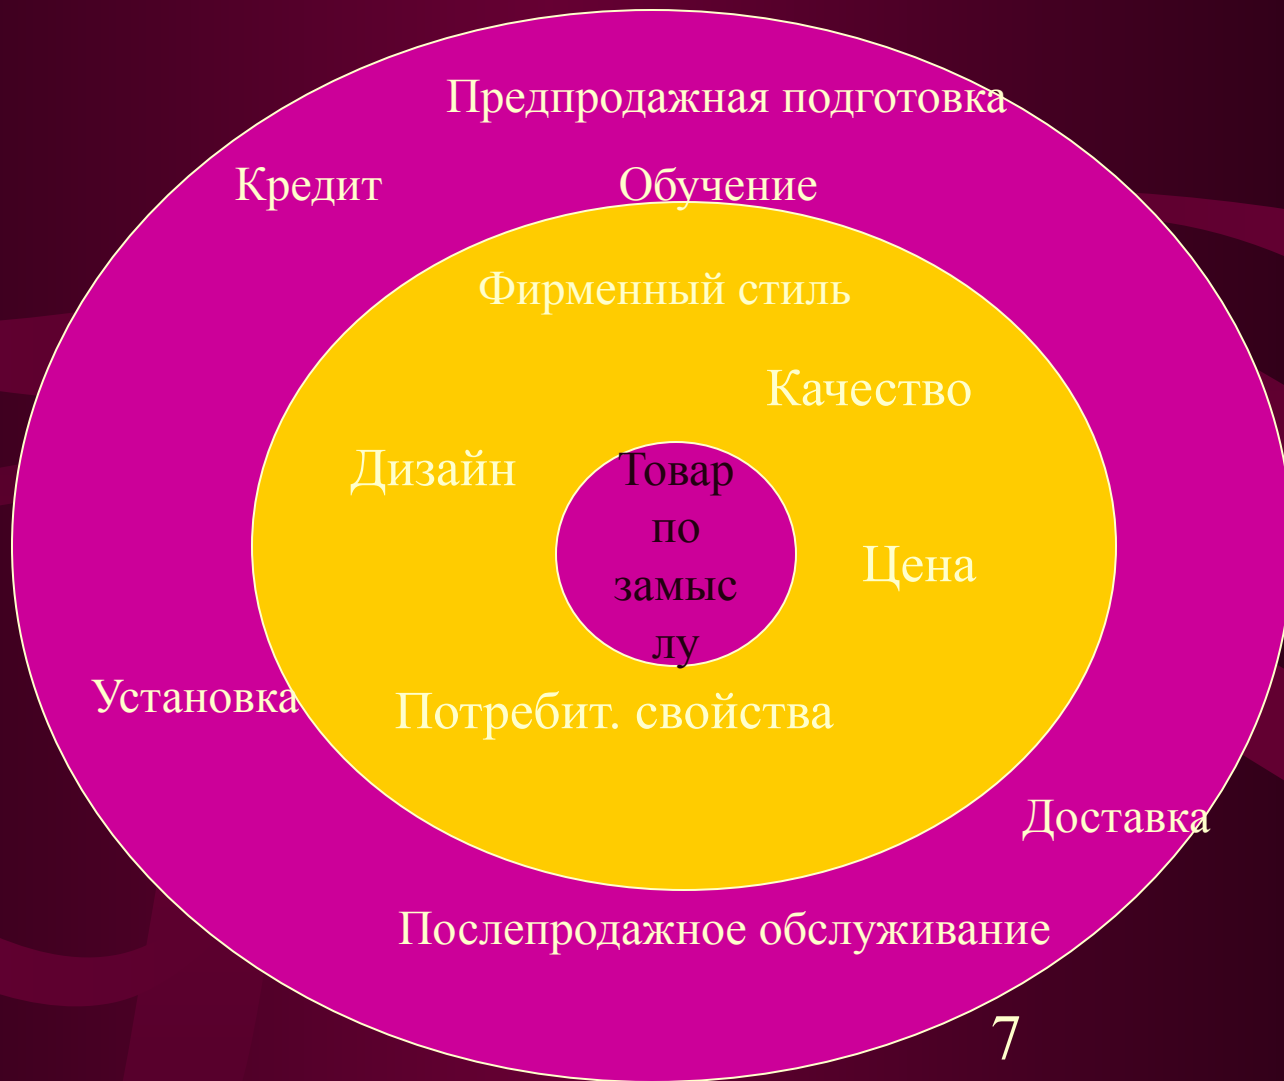 Предпродажная подготовка
Кредит
Обучение
Фирменный стиль
Качество
Дизайн
Товар
по
замыс
лу
Цена
Установка
Потребит. свойства
Доставка
Послепродажное обслуживание
7